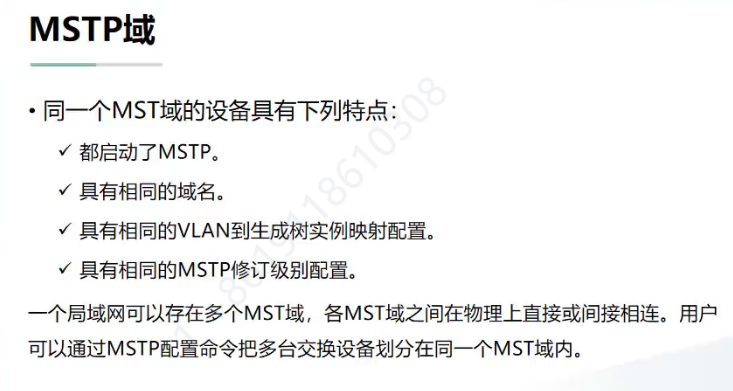 MSTP域
• 同一个MST域的设备具有下列特点：
✓ 都启动了MSTP。
✓ 具有相同的域名。
✓ 具有相同的VLAN到生成树实例映射配置。
✓ 具有相同的MSTP修订级别配置。
一个局域网可以存在多个MST域，各MST域之间在物理上直接或间接相连。用户
可以通过MSTP配置命令把多台交换设备划分在同一个MST域内。